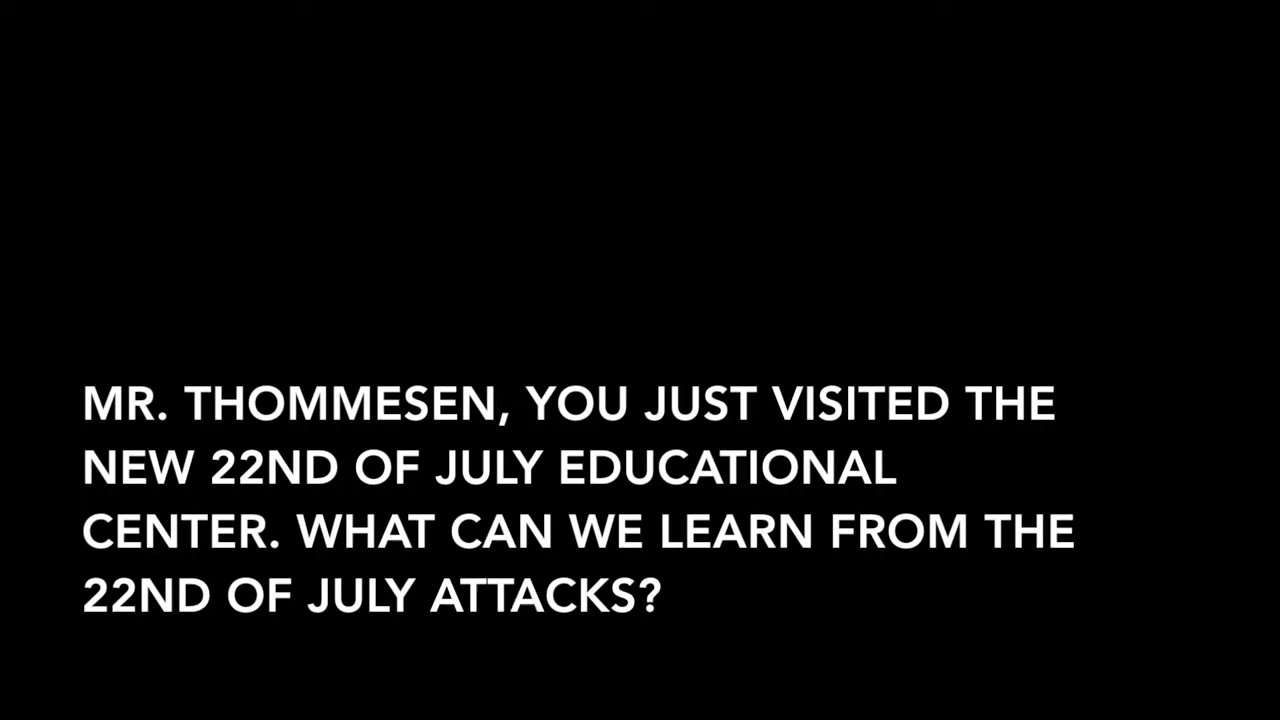 MR. THOMMESEN, YOU JUST VISITED THE
NEW 22ND OF JULY EDUCATIONAL
CENTER. WHAT CAN WE LEARN FROM THE
22ND OF JULY ATTACKS?